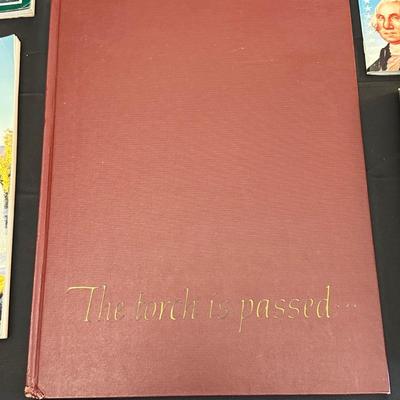 The torch is passed...